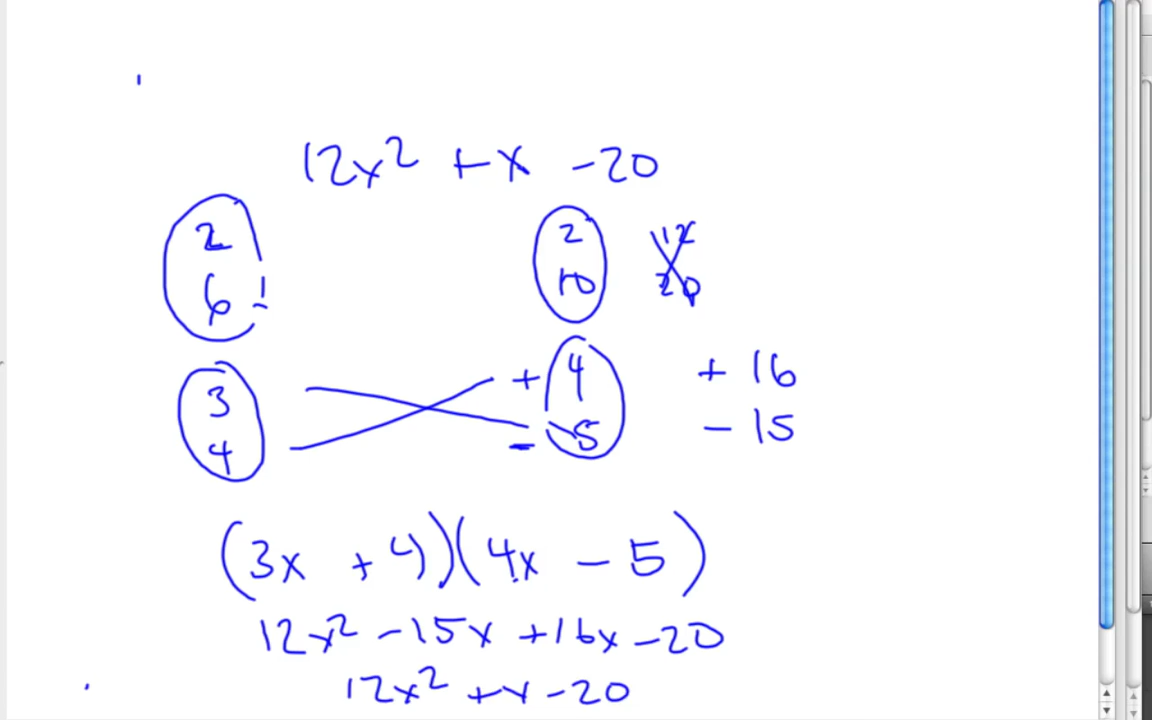 12x² +x -20
2 2 12
6 10 20
3 +4 + 16
4 -5 - 15
(3x +4)(4x - 5)
12x² -15x +16x -20
12x² +x -20